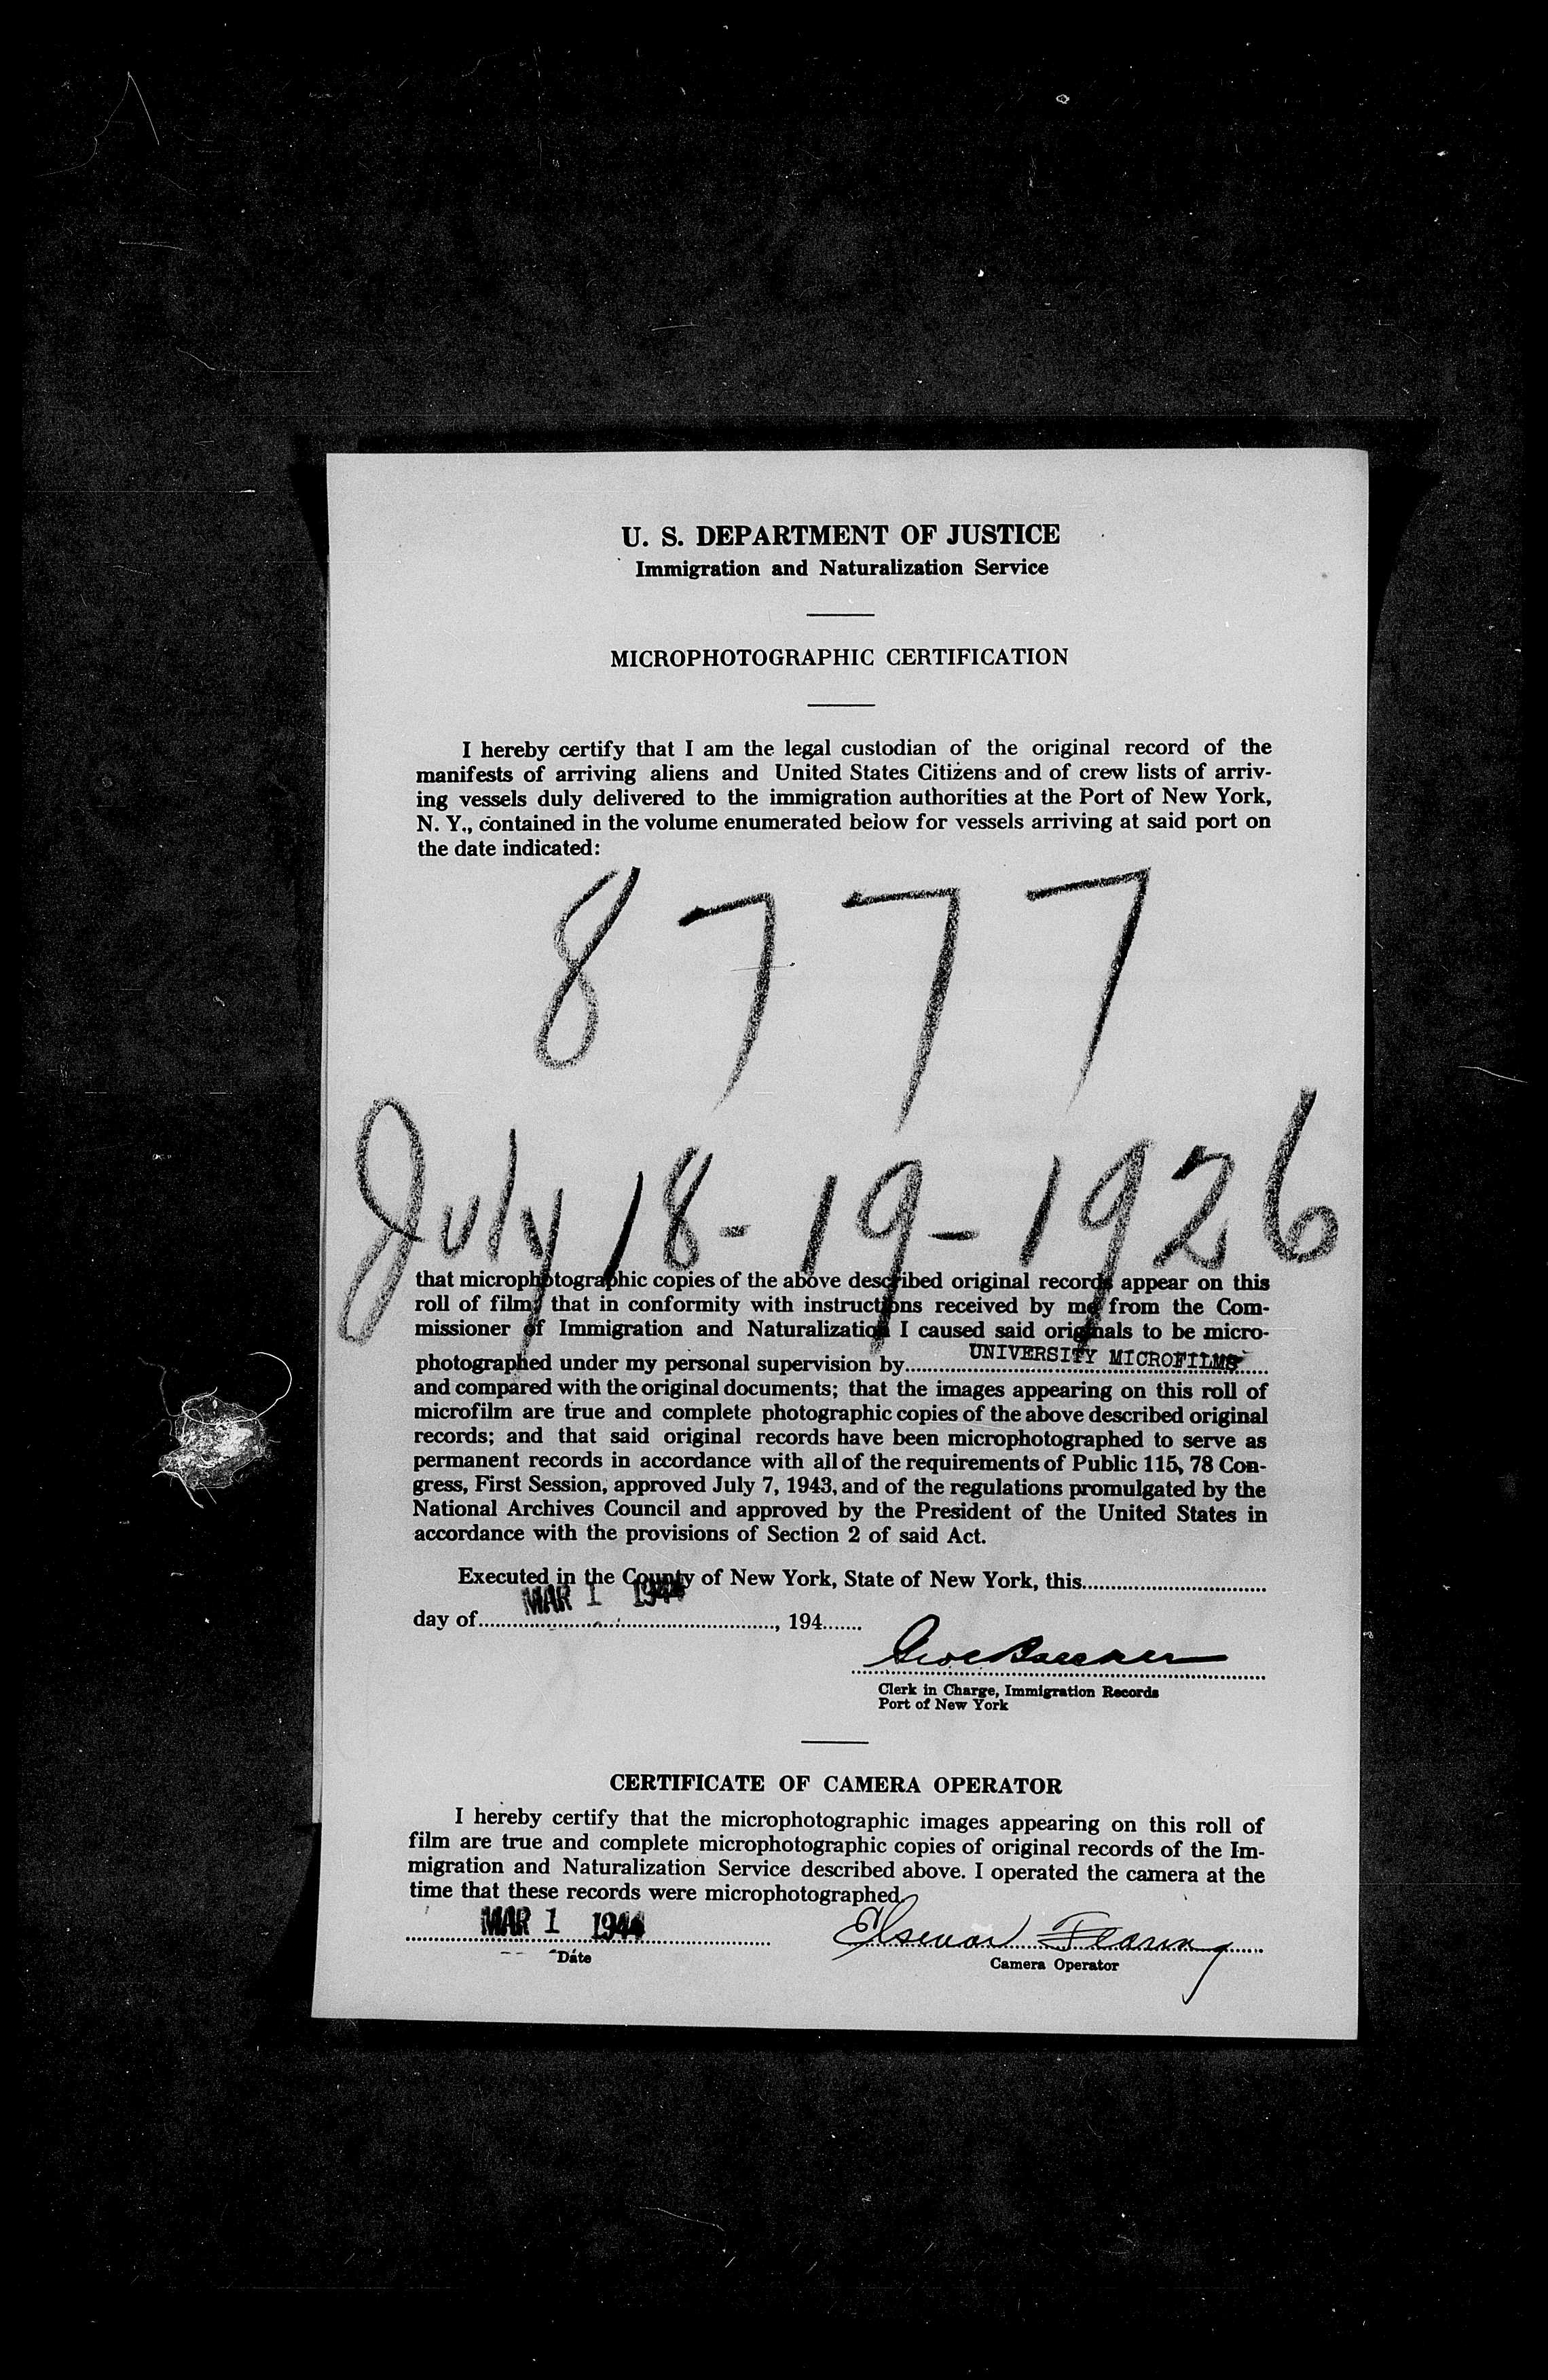 U. S. DEPARTMENT OF JUSTICE
Immigration and Naturalization Service
MICROPHOTOGRAPHIC CERTIFICATION
I hereby certify that I am the legal custodian of the original record of the
manifests of arriving aliens and United States Citizens and of crew lists of arriv-
ing vessels duly delivered to the immigration authorities at the Port of New York,
N. Y., contained in the volume enumerated below for vessels arriving at said port on
the date indicated:
8777
July 18-19-1926
that microphotographic copies of the above described original records appear on this
roll of film; that in conformity with instructions received by me from the Com-
missioner of Immigration and Naturalization I caused said originals to be micro-
photographed under my personal supervision by UNIVERSITY MICROFILMS
and compared with the original documents; that the images appearing on this roll of
microfilm are true and complete photographic copies of the above described original
records; and that said original records have been microphotographed to serve as
permanent records in accordance with all of the requirements of Public 115, 78 Con-
gress, First Session, approved July 7, 1943, and of the regulations promulgated by the
National Archives Council and approved by the President of the United States in
accordance with the provisions of Section 2 of said Act.
Executed in the County of New York, State of New York, this
MAR 1 1944
day of, 194
Clerk in Charge, Immigration Records
Port of New York
CERTIFICATE OF CAMERA OPERATOR
I hereby certify that the microphotographic images appearing on this roll of
film are true and complete microphotographic copies of original records of the Im-
migration and Naturalization Service described above. I operated the camera at the
time that these records were microphotographed.
MAR 1 1944
Date
Camera Operator